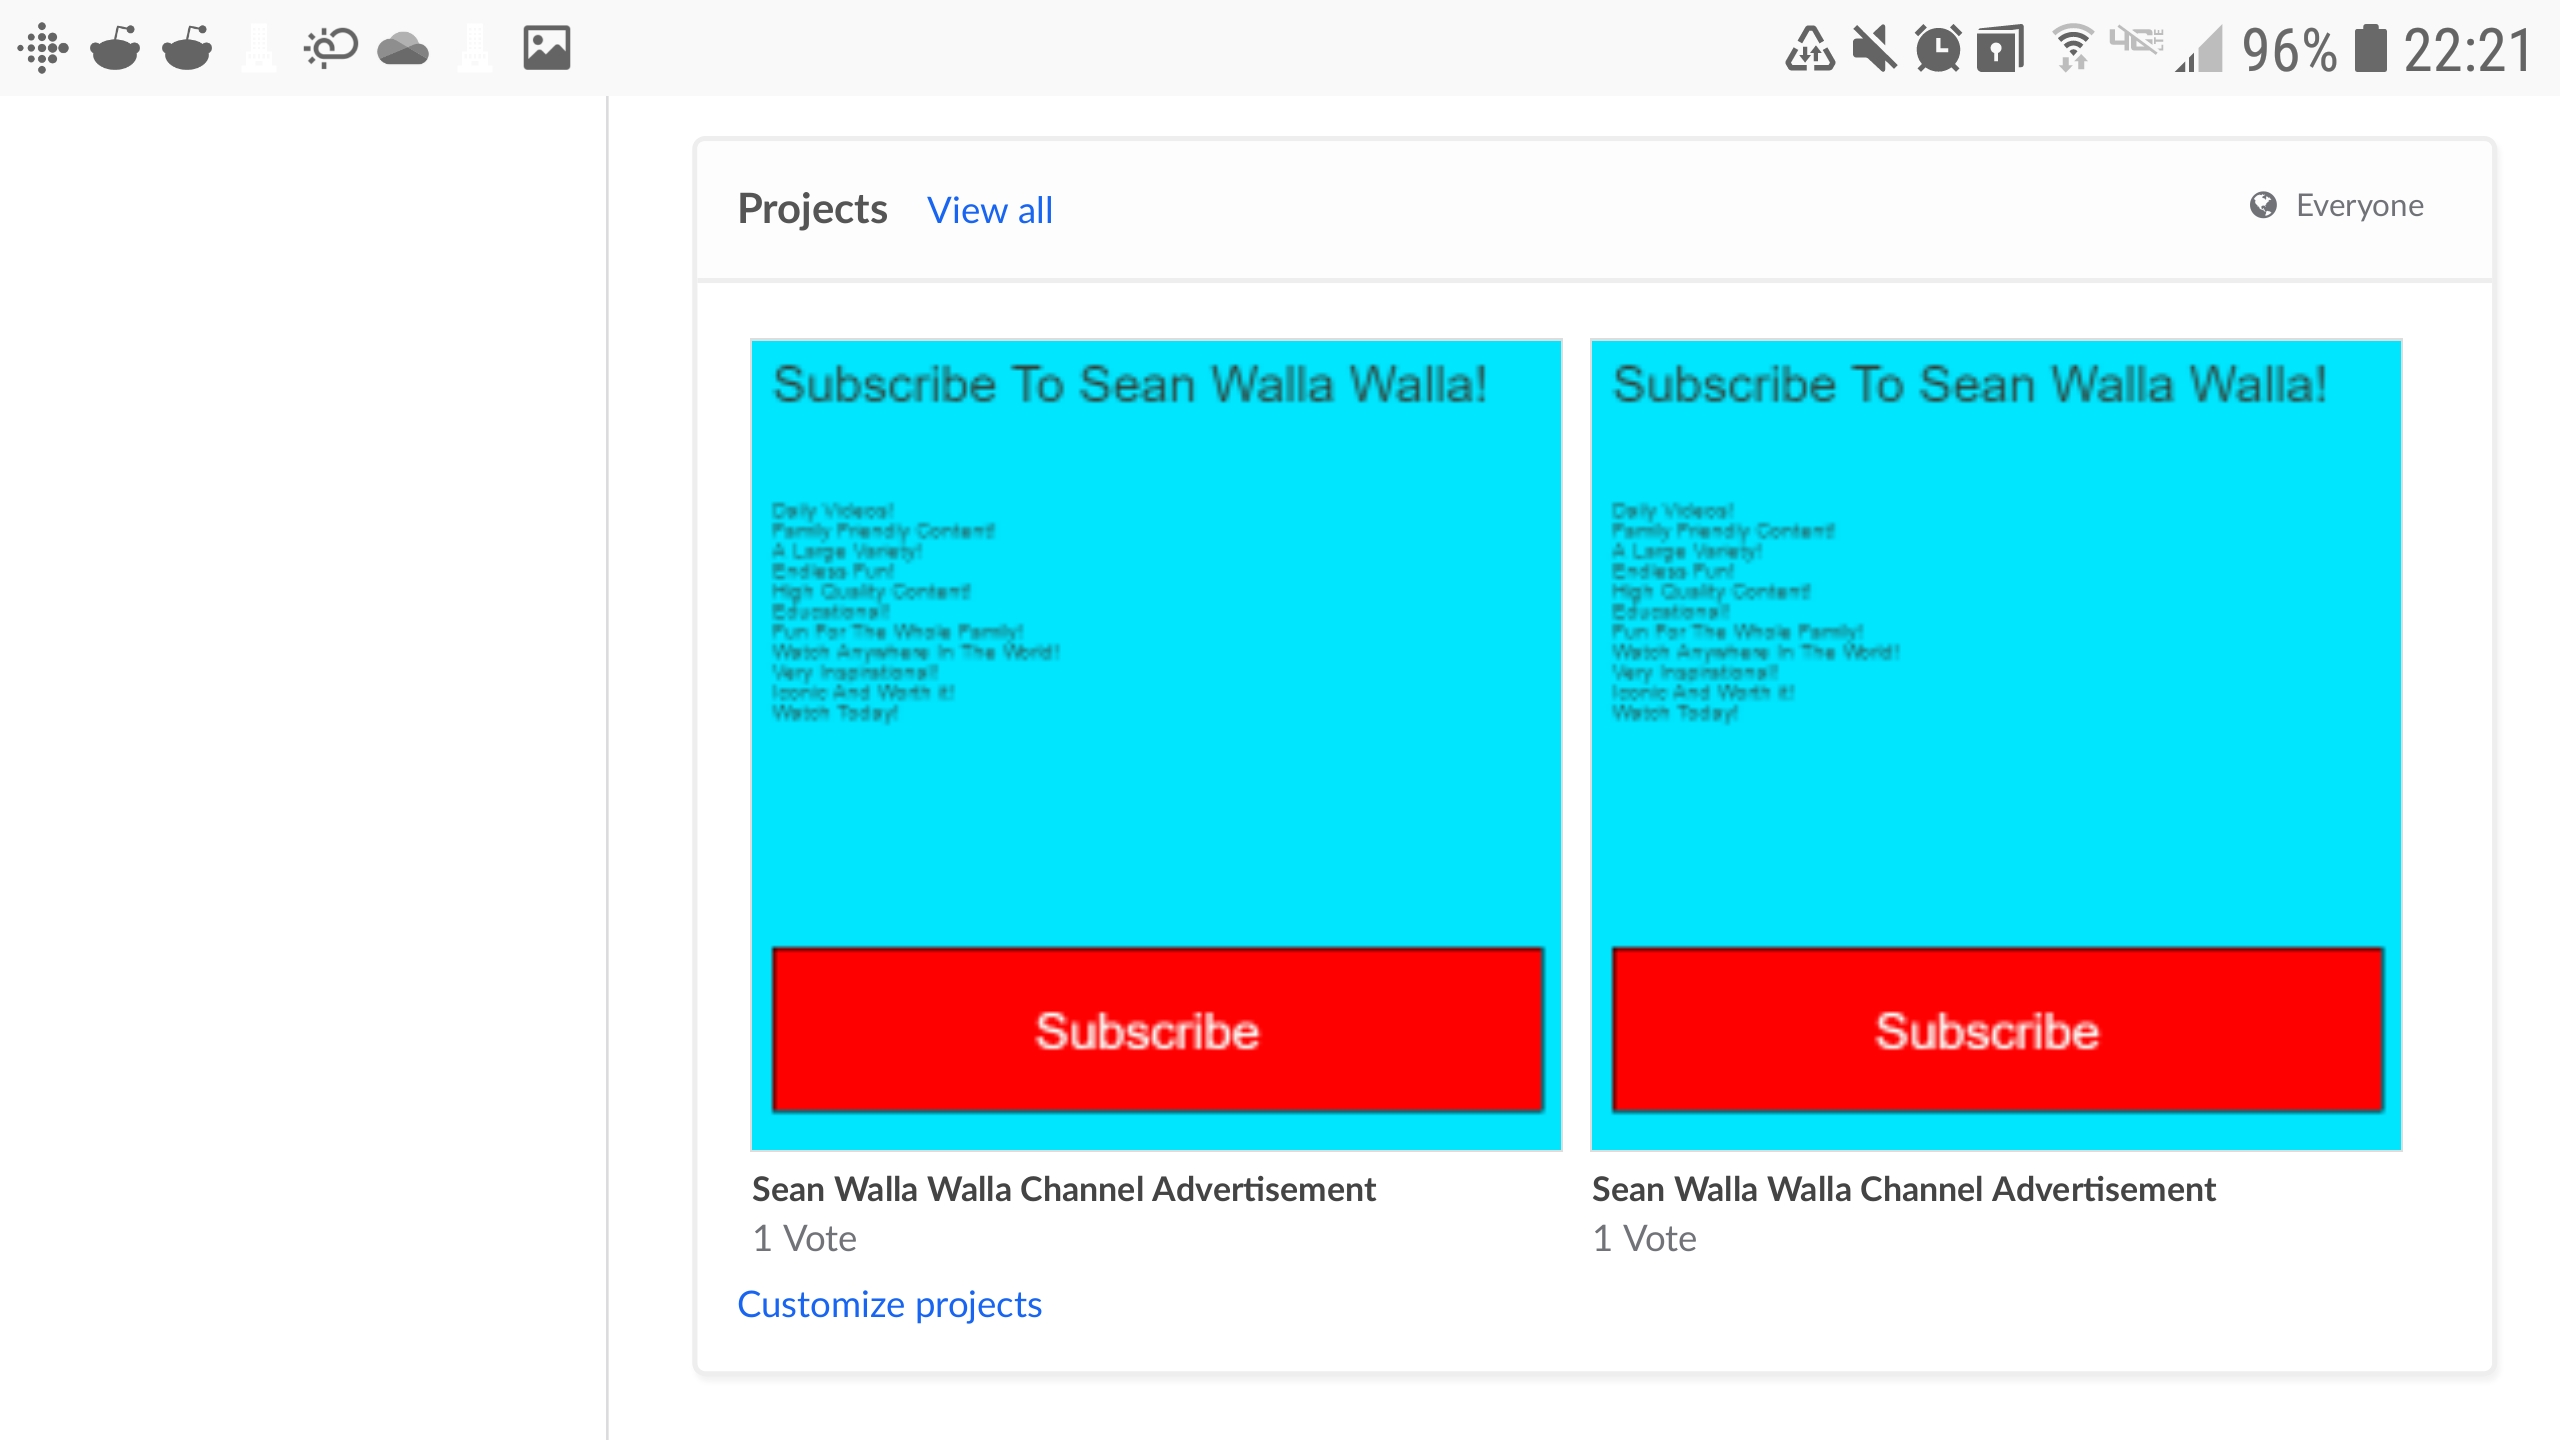 96% 22:21
Projects View all Everyone
Subscribe To Sean Walla Walla!
Daily Videos!
Family Friendly Content!
A Large Variety!
Endless Fun!
High Quality Content!
Educational!
Fun For The Whole Family!
Watch Anywhere In The World!
Very Inspirational!
Iconic And Worth it!
Watch Today!
Subscribe
Sean Walla Walla Channel Advertisement
1 Vote
Subscribe To Sean Walla Walla!
Daily Videos!
Family Friendly Content!
A Large Variety!
Endless Fun!
High Quality Content!
Educational!
Fun For The Whole Family!
Watch Anywhere In The World!
Very Inspirational!
Iconic And Worth it!
Watch Today!
Subscribe
Sean Walla Walla Channel Advertisement
1 Vote
Customize projects